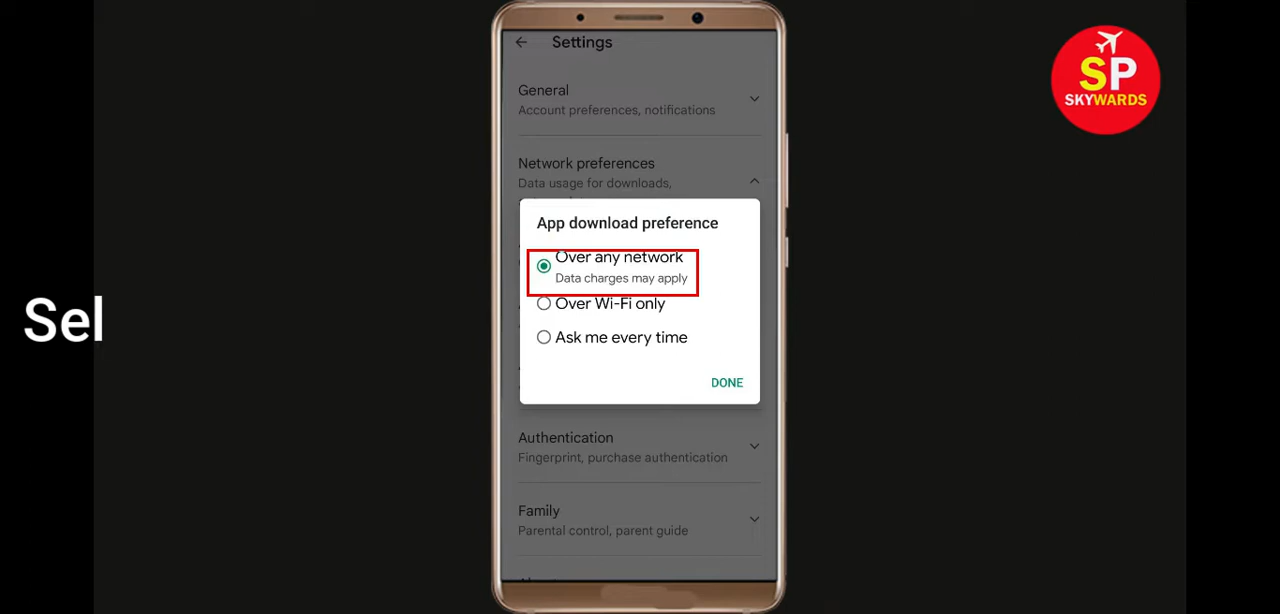 Settings
General
Account preferences, notifications
Network preferences
Data usage for downloads,
App download preference
Over any network
Data charges may apply
Over Wi-Fi only
Ask me every time
DONE
Authentication
Fingerprint, purchase authentication
Family
Parental control, parent guide
Sel
SP
SKYWARDS